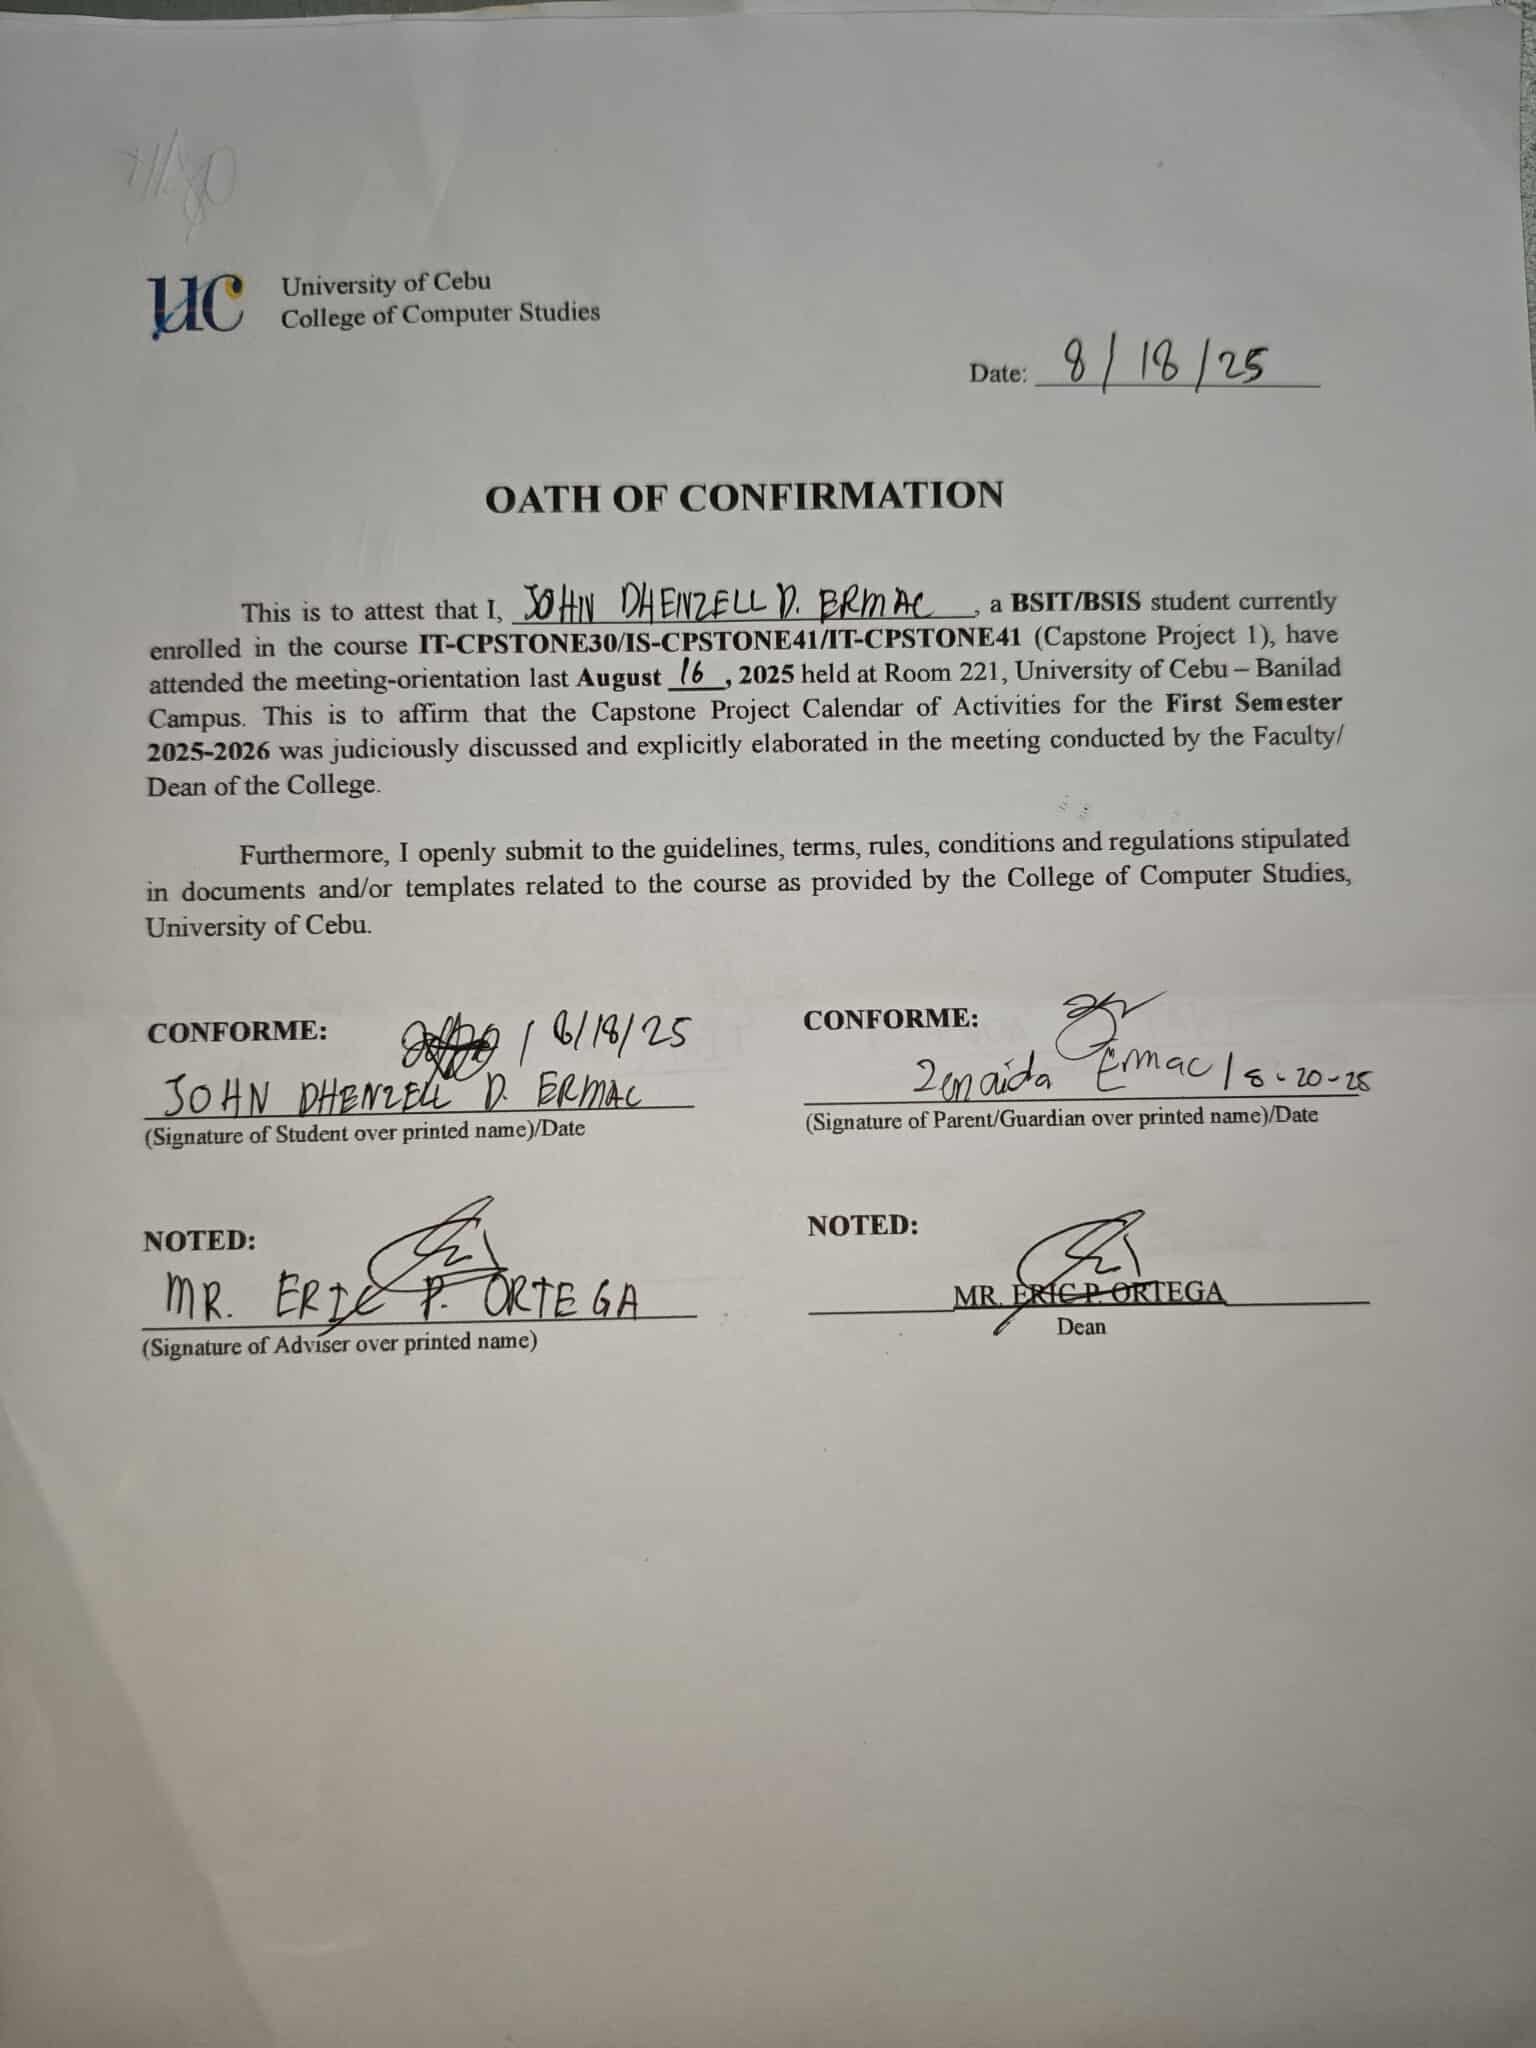 UC
University of Cebu
College of Computer Studies
Date: 8/18/25
OATH OF CONFIRMATION
This is to attest that I, JOHN DHENZELL D. ERMAC, a BSIT/BSIS student currently
enrolled in the course IT-CPSTONE30/IS-CPSTONE41/IT-CPSTONE41 (Capstone Project 1), have
attended the meeting-orientation last August 16, 2025 held at Room 221, University of Cebu – Banilad
Campus. This is to affirm that the Capstone Project Calendar of Activities for the First Semester
2025-2026 was judiciously discussed and explicitly elaborated in the meeting conducted by the Faculty/
Dean of the College.
Furthermore, I openly submit to the guidelines, terms, rules, conditions and regulations stipulated
in documents and/or templates related to the course as provided by the College of Computer Studies,
University of Cebu.
CONFORME: / 8/18/25
JOHN DHENZELL D. ERMAC
(Signature of Student over printed name)/Date
CONFORME:
Zenaida Ermac / 8-20-25
(Signature of Parent/Guardian over printed name)/Date
NOTED:
MR. ERIC P. ORTEGA
(Signature of Adviser over printed name)
NOTED:
MR. ERIC P. ORTEGA
Dean